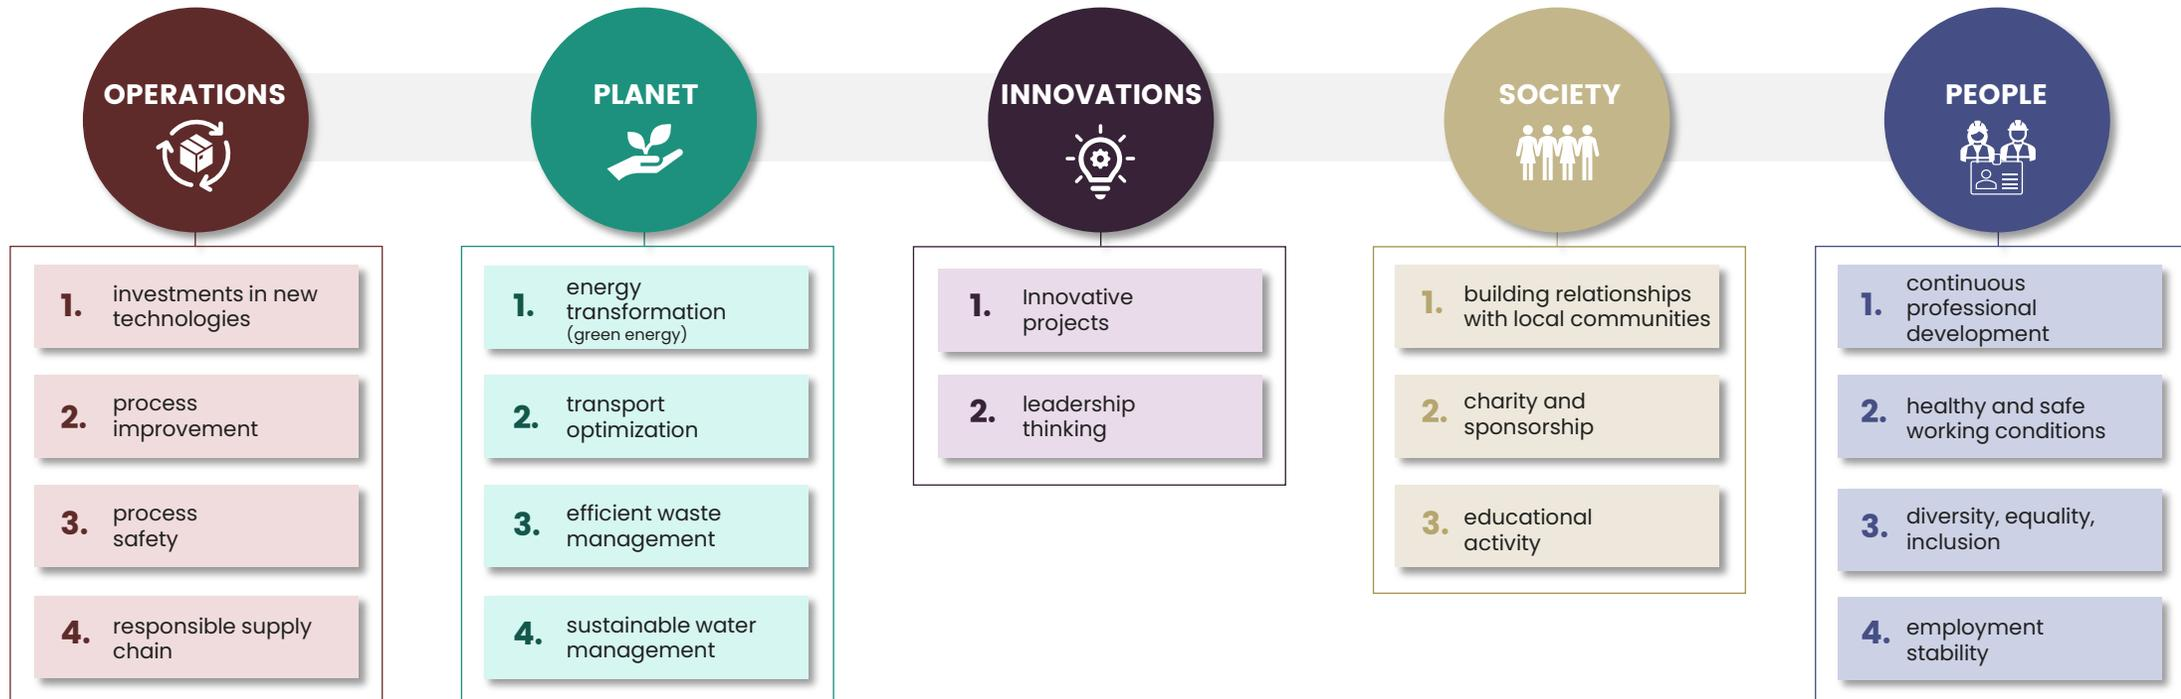 OPERATIONS
1. investments in new
technologies
2. process
improvement
3. process
safety
4. responsible supply
chain
PLANET
1. energy
transformation
(green energy)
2. transport
optimization
3. efficient waste
management
4. sustainable water
management
INNOVATIONS
1. Innovative
projects
2. leadership
thinking
SOCIETY
1. building relationships
with local communities
2. charity and
sponsorship
3. educational
activity
PEOPLE
1. continuous
professional
development
2. healthy and safe
working conditions
3. diversity, equality,
inclusion
4. employment
stability